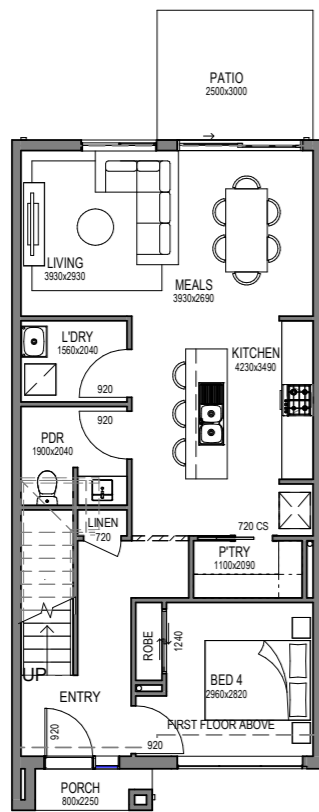 PATIO
2500x3000
LIVING
3930x2930
MEALS
3930x2690
L'DRY
1560x2040
920
KITCHEN
4230x3490
920
PDR
1900x2040
LINEN
720
720 CS
P'TRY
1100x2090
ROBE
1240
BED 4
2960x2820
UP
ENTRY
FIRST FLOOR ABOVE
920
920
PORCH
800x2250